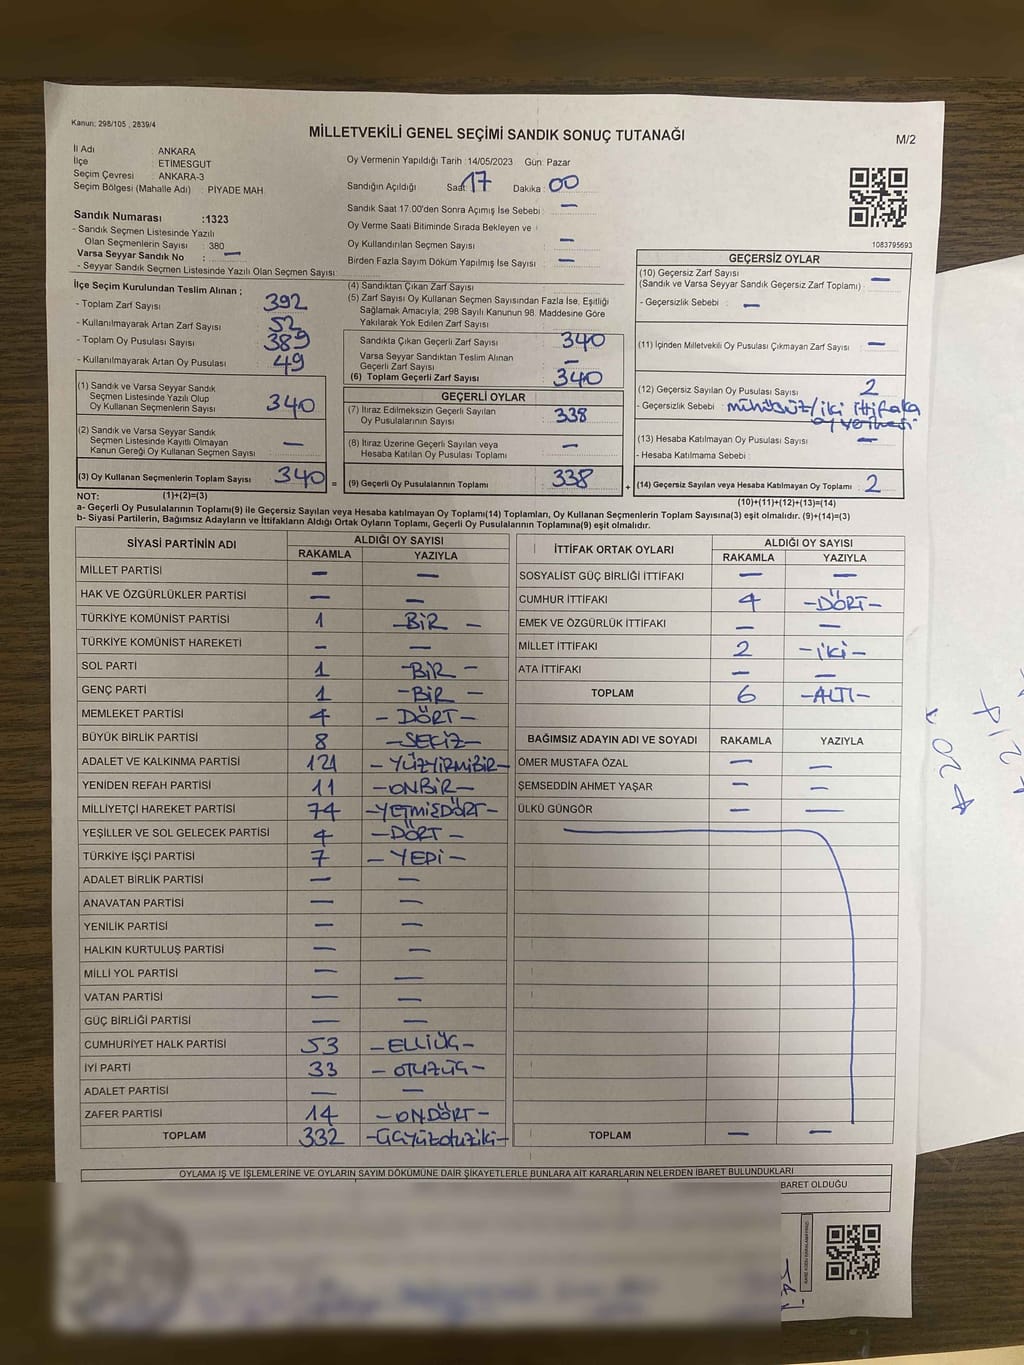 Kanun: 298/105 , 2839/4
MİLLETVEKİLİ GENEL SEÇİMİ SANDIK SONUÇ TUTANAĞI
M/2
İl Adı : ANKARA
İlçe : ETİMESGUT
Seçim Çevresi : ANKARA-3
Seçim Bölgesi (Mahalle Adı) : PİYADE MAH.
Sandık Numarası :1323
- Sandık Seçmen Listesinde Yazılı
Olan Seçmenlerin Sayısı : 380
Varsa Seyyar Sandık No : —
- Seyyar Sandık Seçmen Listesinde Yazılı Olan Seçmen Sayısı :
Oy Vermenin Yapıldığı Tarih :14/05/2023 Gün: Pazar
Sandığın Açıldığı Saat: 17 Dakika : 00
Sandık Saat 17:00'den Sonra Açımış İse Sebebi : —
Oy Verme Saati Bitiminde Sırada Bekleyen ve
Oy Kullandırılan Seçmen Sayısı : —
Birden Fazla Sayım Döküm Yapılmış İse Sayısı : —
1083795693
İlçe Seçim Kurulundan Teslim Alınan ;
- Toplam Zarf Sayısı : 392
- Kullanılmayarak Artan Zarf Sayısı : 52
- Toplam Oy Pusulası Sayısı : 389
- Kullanılmayarak Artan Oy Pusulası : 49
(1) Sandık ve Varsa Seyyar Sandık
Seçmen Listesinde Yazılı Olup
Oy Kullanan Seçmenlerin Sayısı : 340
(2) Sandık ve Varsa Seyyar Sandık
Seçmen Listesinde Kayıtlı Olmayan
Kanun Gereği Oy Kullanan Seçmen Sayısı : —
(3) Oy Kullanan Seçmenlerin Toplam Sayısı : 340 =
(4) Sandıktan Çıkan Zarf Sayısı :
(5) Zarf Sayısı Oy Kullanan Seçmen Sayısından Fazla İse, Eşitliği
Sağlamak Amacıyla; 298 Sayılı Kanunun 98. Maddesine Göre
Yakılarak Yok Edilen Zarf Sayısı :
Sandıkta Çıkan Geçerli Zarf Sayısı : 340
Varsa Seyyar Sandıktan Teslim Alınan
Geçerli Zarf Sayısı : —
(6) Toplam Geçerli Zarf Sayısı : 340
GEÇERLİ OYLAR
(7) İtiraz Edilmeksizin Geçerli Sayılan
Oy Pusulalarının Sayısı : 338
(8) İtiraz Üzerine Geçerli Sayılan veya
Hesaba Katılan Oy Pusulası Toplamı : —
(9) Geçerli Oy Pusulalarının Toplamı : 338 +
GEÇERSİZ OYLAR
(10) Geçersiz Zarf Sayısı
(Sandık ve Varsa Seyyar Sandık Geçersiz Zarf Toplamı) : —
- Geçersizlik Sebebi : —
(11) İçinden Milletvekili Oy Pusulası Çıkmayan Zarf Sayısı : —
(12) Geçersiz Sayılan Oy Pusulası Sayısı : 2
- Geçersizlik Sebebi : mühürsüz/iki ittifaka
oy verilmesi
(13) Hesaba Katılmayan Oy Pusulası Sayısı : —
- Hesaba Katılmama Sebebi :
(14) Geçersiz Sayılan veya Hesaba Katılmayan Oy Toplamı : 2
NOT: (1)+(2)=(3)
(10)+(11)+(12)+(13)=(14)
a- Geçerli Oy Pusulalarının Toplamı(9) ile Geçersiz Sayılan veya Hesaba katılmayan Oy Toplamı(14) Toplamları, Oy Kullanan Seçmenlerin Toplam Sayısına(3) eşit olmalıdır. (9)+(14)=(3)
b- Siyasi Partilerin, Bağımsız Adayların ve İttifakların Aldığı Ortak Oyların Toplamı, Geçerli Oy Pusulalarının Toplamına(9) eşit olmalıdır.
SİYASİ PARTİNİN ADI ALDIĞI OY SAYISI
RAKAMLA YAZIYLA
MİLLET PARTİSİ — —
HAK VE ÖZGÜRLÜKLER PARTİSİ — —
TÜRKİYE KOMÜNİST PARTİSİ 1 —BİR —
TÜRKİYE KOMÜNİST HAREKETİ — —
SOL PARTİ 1 —BİR —
GENÇ PARTİ 1 —BİR —
MEMLEKET PARTİSİ 4 — DÖRT—
BÜYÜK BİRLİK PARTİSİ 8 —SEKİZ—
ADALET VE KALKINMA PARTİSİ 121 —YÜZYİRMİBİR—
YENİDEN REFAH PARTİSİ 11 —ONBİR—
MİLLİYETÇİ HAREKET PARTİSİ 74 —YETMİŞDÖRT—
YEŞİLLER VE SOL GELECEK PARTİSİ 4 —DÖRT —
TÜRKİYE İŞÇİ PARTİSİ 7 — YEDİ—
ADALET BİRLİK PARTİSİ — —
ANAVATAN PARTİSİ — —
YENİLİK PARTİSİ — —
HALKIN KURTULUŞ PARTİSİ — —
MİLLİ YOL PARTİSİ — —
VATAN PARTİSİ — —
GÜÇ BİRLİĞİ PARTİSİ — —
CUMHURİYET HALK PARTİSİ 53 —ELLİÜÇ—
İYİ PARTİ 33 — OTUZÜÇ—
ADALET PARTİSİ — —
ZAFER PARTİSİ 14 —ONDÖRT—
TOPLAM 332 —ÜçYüzotuziki—
İTTİFAK ORTAK OYLARI ALDIĞI OY SAYISI
RAKAMLA YAZIYLA
SOSYALİST GÜÇ BİRLİĞİ İTTİFAKI — —
CUMHUR İTTİFAKI 4 —DÖRT—
EMEK VE ÖZGÜRLÜK İTTİFAKI — —
MİLLET İTTİFAKI 2 —İKİ—
ATA İTTİFAKI — —
TOPLAM 6 —ALTI—
BAĞIMSIZ ADAYIN ADI VE SOYADI RAKAMLA YAZIYLA
ÖMER MUSTAFA ÖZAL — —
ŞEMSEDDİN AHMET YAŞAR — —
ÜLKÜ GÜNGÖR — —
TOPLAM — —
OYLAMA İŞ VE İŞLEMLERİNE VE OYLARIN SAYIM DÖKÜMÜNE DAİR ŞİKAYETLERLE BUNLARA AİT KARARLARIN NELERDEN İBARET BULUNDUKLARI
BARET OLDUĞU